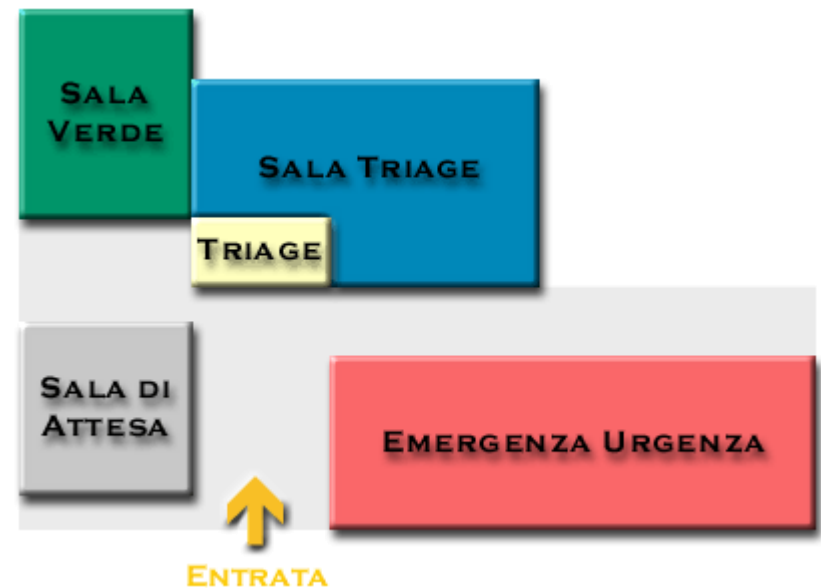 SALA
VERDE
SALA TRIAGE
TRIAGE
SALA DI
ATTESA
EMERGENZA URGENZA
ENTRATA